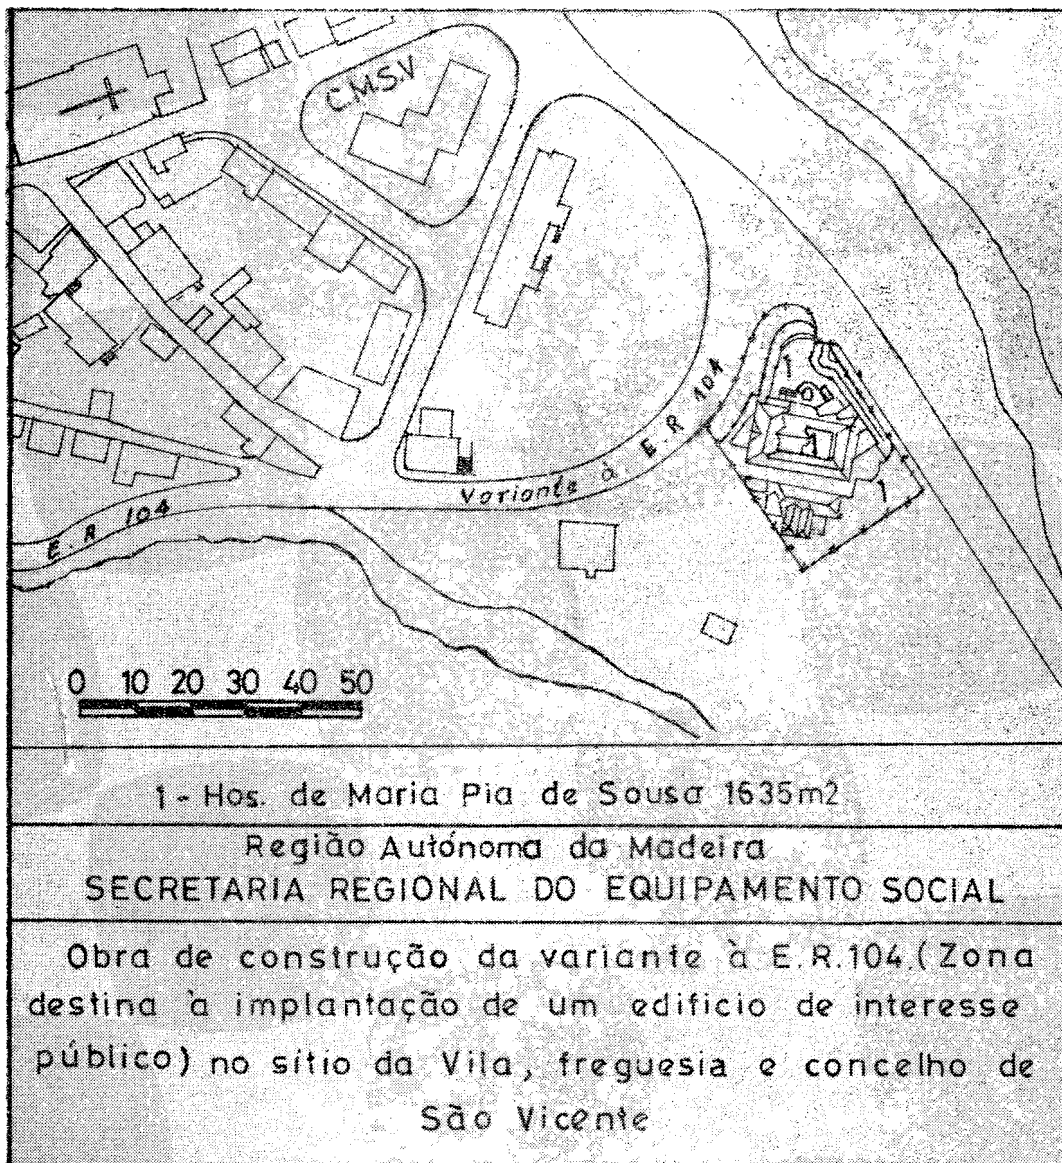 C.M.S.V
1
1
Variante à E.R 104
E.R 104
0 10 20 30 40 50
1 - Hos. de Maria Pia de Sousa 1635m2
Região Autónoma da Madeira
SECRETARIA REGIONAL DO EQUIPAMENTO SOCIAL
Obra de construção da variante à E.R.104.(Zona
destina à implantação de um edificio de interesse
público) no sítio da Vila, freguesia e concelho de
São Vicente